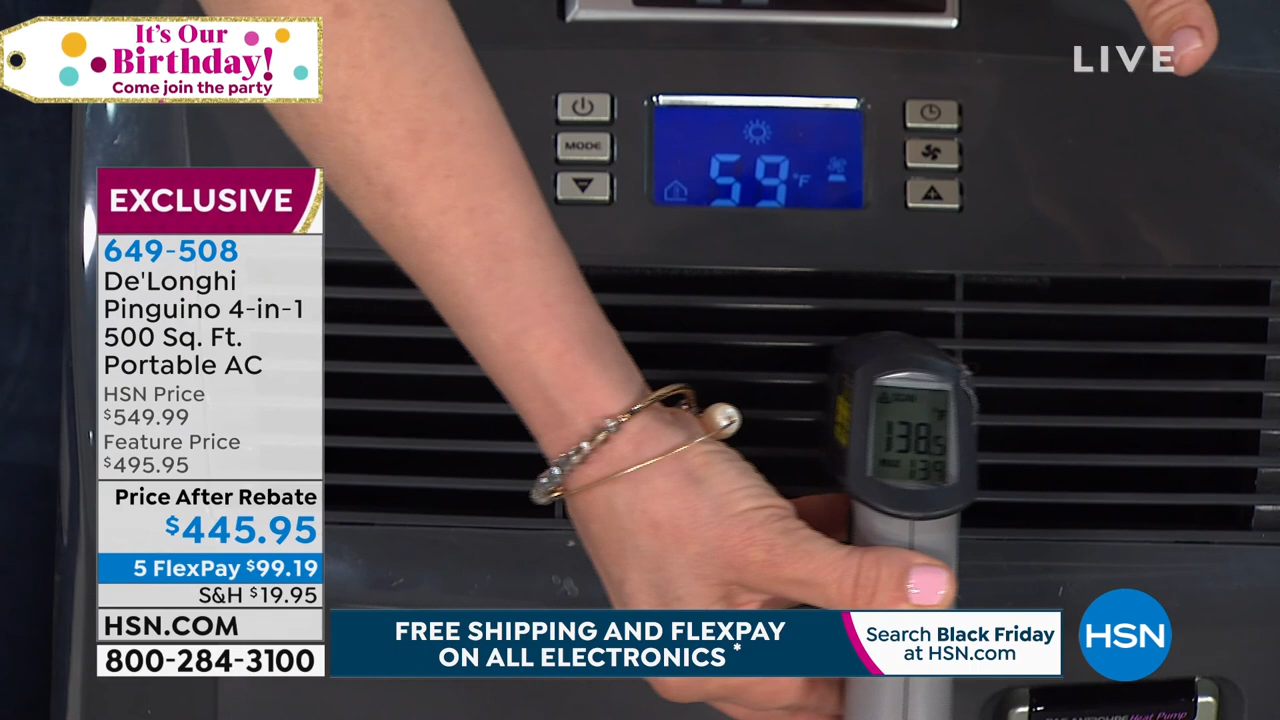 It's Our
Birthday!
Come join the party
LIVE
MODE
59°F
EXCLUSIVE
649-508
De'Longhi
Pinguino 4-in-1
500 Sq. Ft.
Portable AC
HSN Price
$549.99
Feature Price
$495.95
Price After Rebate
$445.95
5 FlexPay $99.19
S&H $19.95
HSN.COM
800-284-3100
°F
138.5
MAX 139
FREE SHIPPING AND FLEXPAY
ON ALL ELECTRONICS*
Search Black Friday
at HSN.com
HSN
Heat Pump